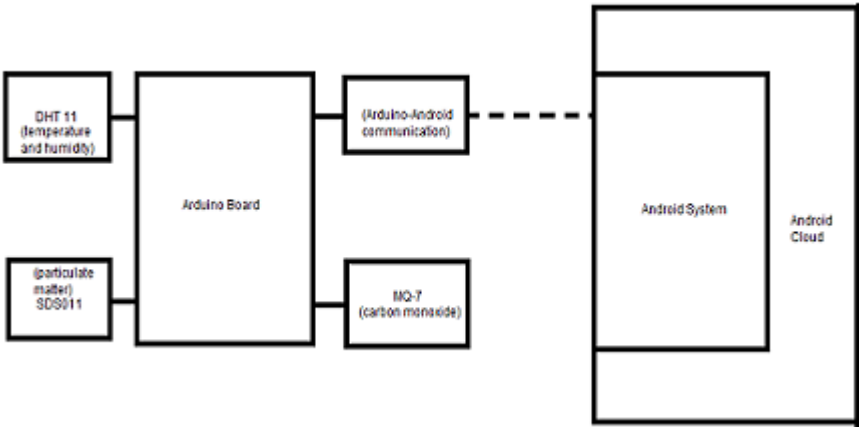 DHT 11
(temperature
and humidity)
(Arduino-Android
communication)
Arduino Board
Android System
Android
Cloud
(particulate
matter)
SDS011
MQ-7
(carbon monoxide)